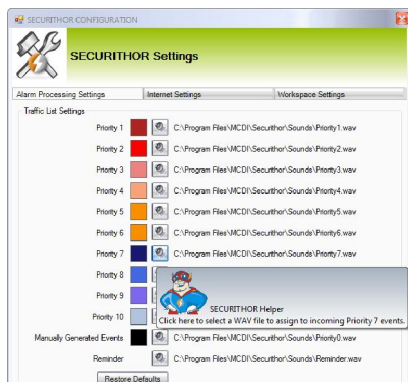 SECURITHOR CONFIGURATION
SECURITHOR Settings
Alarm Processing Settings Internet Settings Workspace Settings
Traffic List Settings
Priority 1 C:\Program Files\MCDI\Securithor\Sounds\Priority1.wav
Priority 2 C:\Program Files\MCDI\Securithor\Sounds\Priority2.wav
Priority 3 C:\Program Files\MCDI\Securithor\Sounds\Priority3.wav
Priority 4 C:\Program Files\MCDI\Securithor\Sounds\Priority4.wav
Priority 5 C:\Program Files\MCDI\Securithor\Sounds\Priority5.wav
Priority 6 C:\Program Files\MCDI\Securithor\Sounds\Priority6.wav
Priority 7 C:\Program Files\MCDI\Securithor\Sounds\Priority7.wav
Priority 8
Priority 9
SECURITHOR Helper
Priority 10 Click here to select a WAV file to assign to incoming Priority 7 events.
Manually Generated Events C:\Program Files\MCDI\Securithor\Sounds\Priority0.wav
Reminder C:\Program Files\MCDI\Securithor\Sounds\Reminder.wav
Restore Defaults